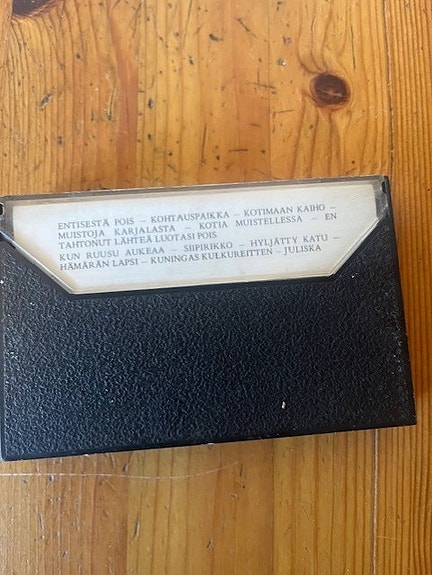 ENTISESTÄ POIS – KOHTAUSPAIKKA – KOTIMAAN KAIHO –
MUISTOJA KARJALASTA – KOTIA MUISTELLESSA – EN
TAHTONUT LÄHTEÄ LUOTASI POIS
KUN RUUSU AUKEAA – SIIPIRIKKO – HYLJÄTTY KATU –
HÄMÄRÄN LAPSI – KUNINGAS KULKUREITTEN – JULISKA